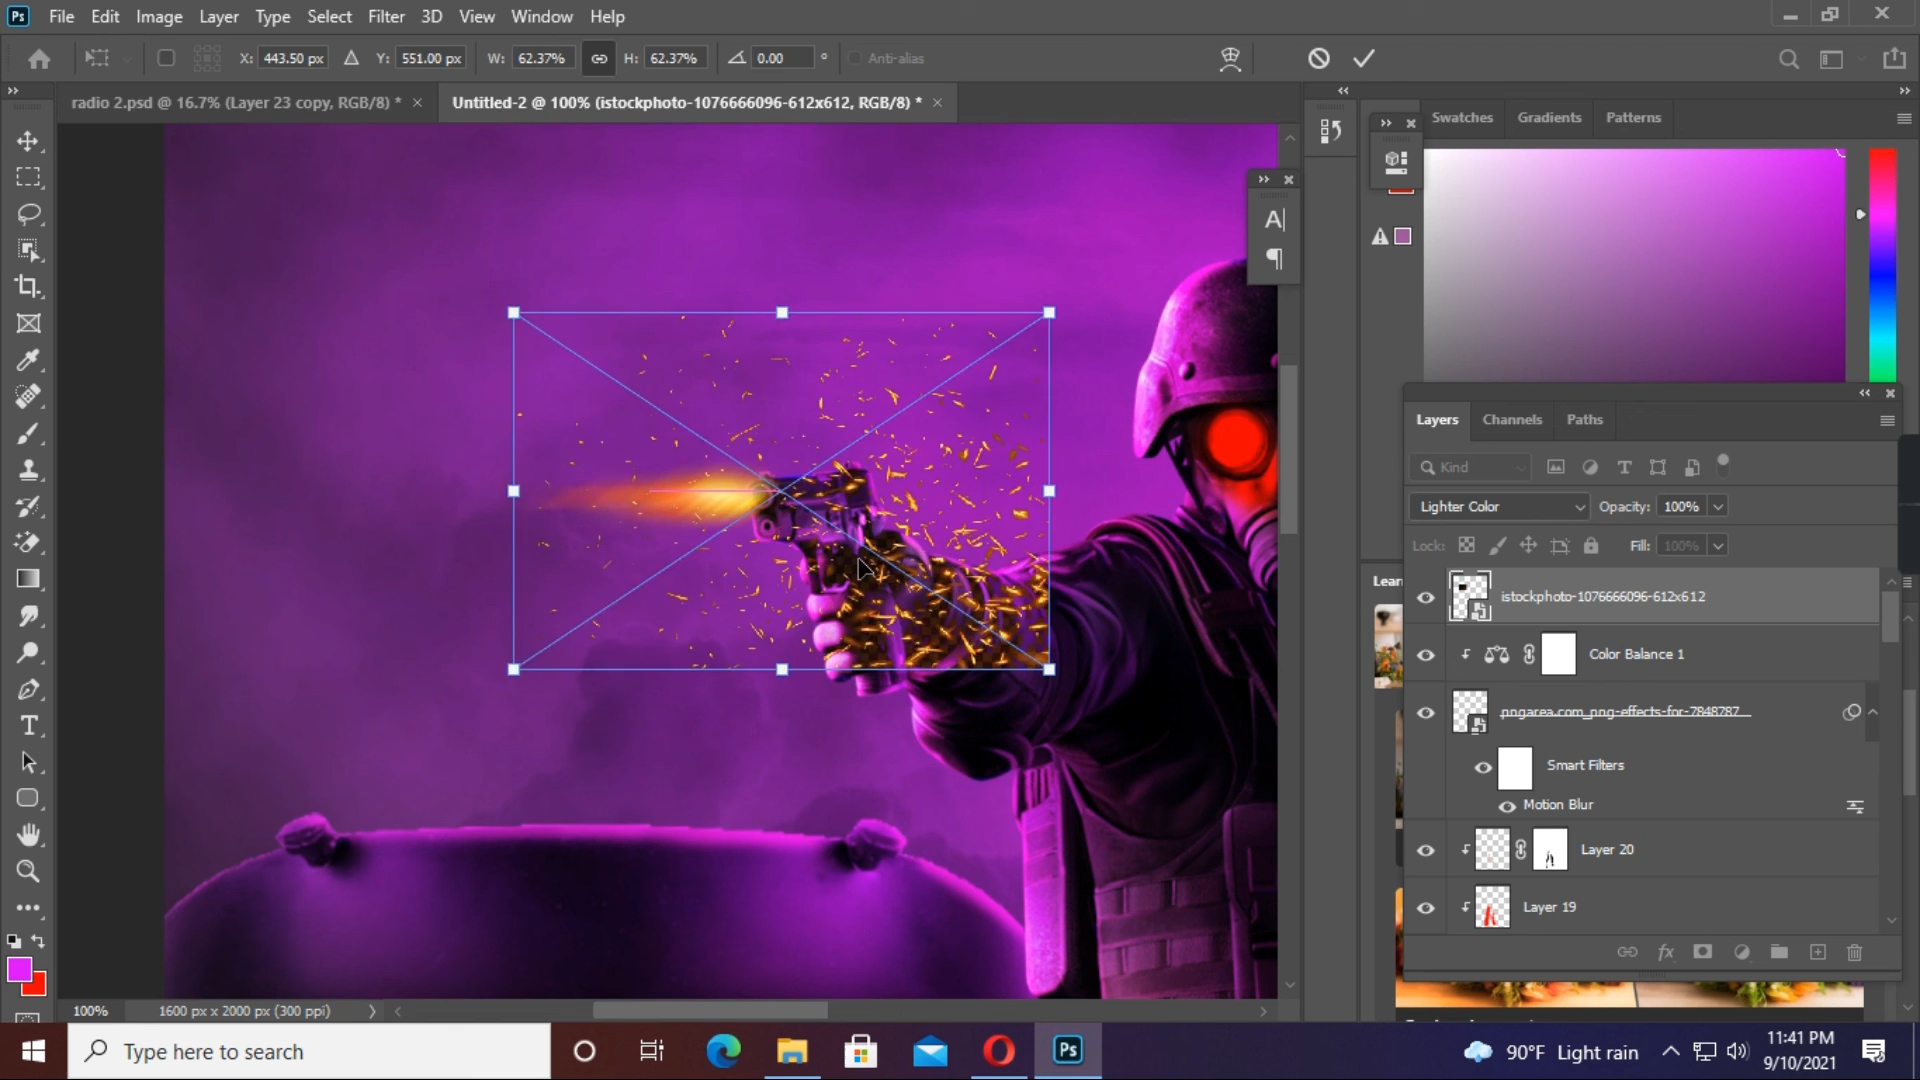 Ps File Edit Image Layer Type Select Filter 3D View Window Help
X: 443.50 px Y: 551.00 px W: 62.37% H: 62.37% 0.00 ° Anti-alias
radio 2.psd @ 16.7% (Layer 23 copy, RGB/8) * × Untitled-2 @ 100% (istockphoto-1076666096-612x612, RGB/8) * ×
Swatches Gradients Patterns
A|
Layers Channels Paths
Kind
Lighter Color Opacity: 100%
Lock: Fill: 100%
Lear
istockphoto-1076666096-612x612
Color Balance 1
pngarea.com_png-effects-for-7848787
Smart Filters
Motion Blur
Layer 20
Layer 19
fx
100% 1600 px x 2000 px (300 ppi)
Type here to search
Ps
90°F Light rain
11:41 PM
9/10/2021